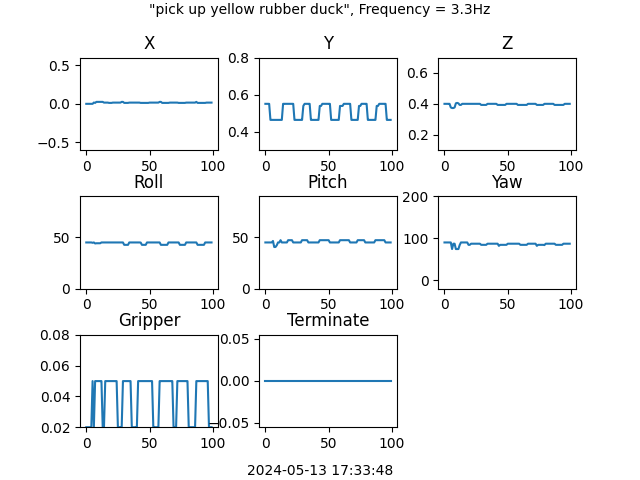 "pick up yellow rubber duck", Frequency = 3.3Hz
X Y Z
0.5 0.0 −0.5 0 50 100
0.8 0.6 0.4 0 50 100
0.6 0.4 0.2 0 50 100
Roll Pitch Yaw
50 0 0 50 100
50 0 0 50 100
200 100 0 0 50 100
Gripper Terminate
0.08 0.06 0.04 0.02 0 50 100
0.05 0.00 −0.05 0 50 100
2024-05-13 17:33:48